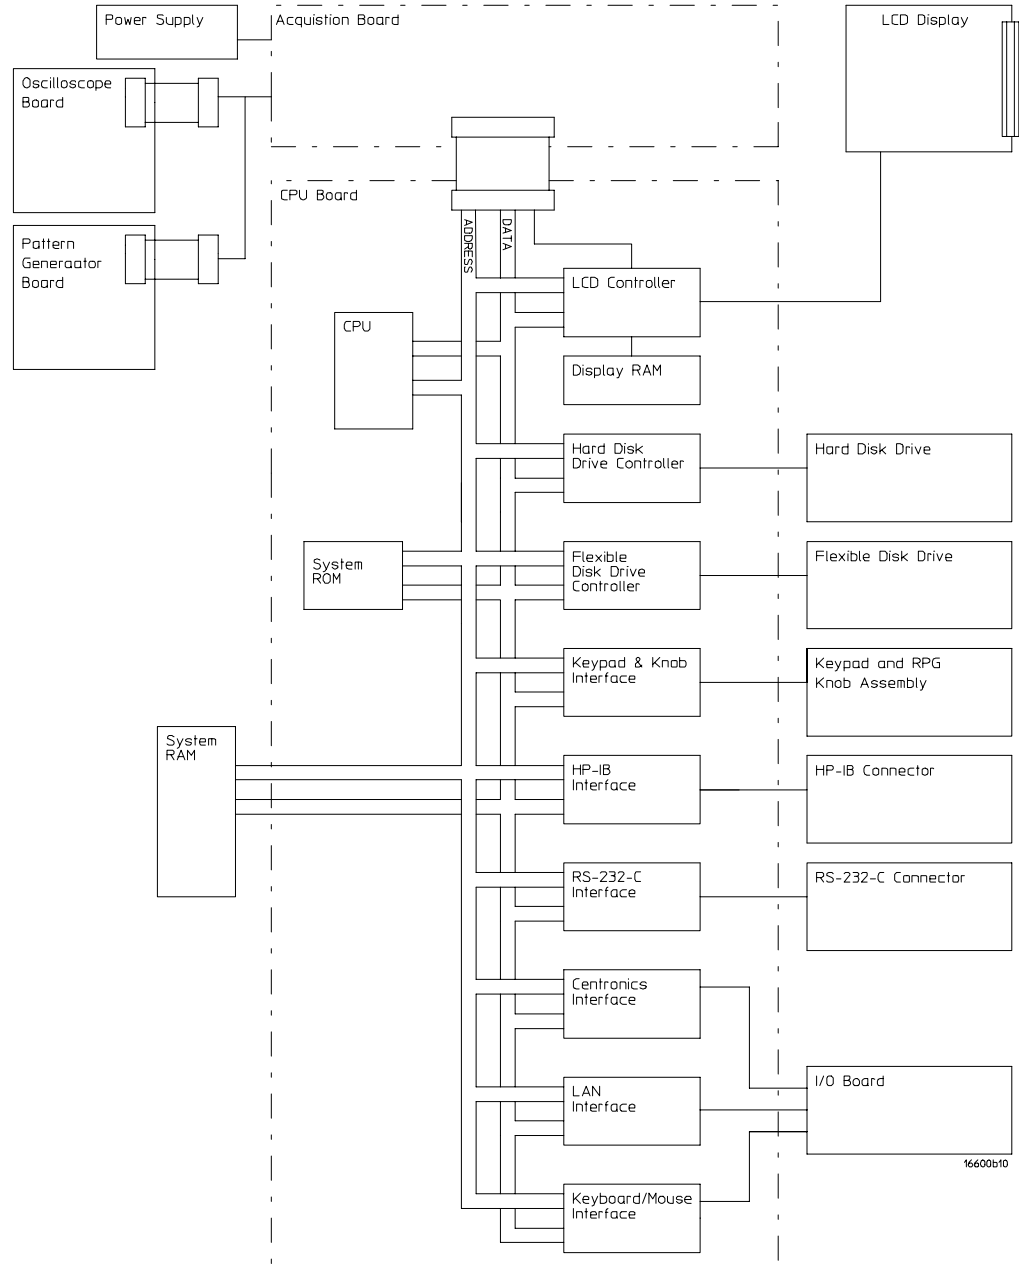 Power Supply
Acquistion Board
LCD Display
Oscilloscope
Board
CPU Board
ADDRESS
DATA
Pattern
Generaator
Board
LCD Controller
CPU
Display RAM
Hard Disk
Drive Controller
Hard Disk Drive
System
ROM
Flexible
Disk Drive
Controller
Flexible Disk Drive
Keypad & Knob
Interface
Keypad and RPG
Knob Assembly
System
RAM
HP-IB
Interface
HP-IB Connector
RS-232-C
Interface
RS-232-C Connector
Centronics
Interface
I/O Board
LAN
Interface
16600b10
Keyboard/Mouse
Interface